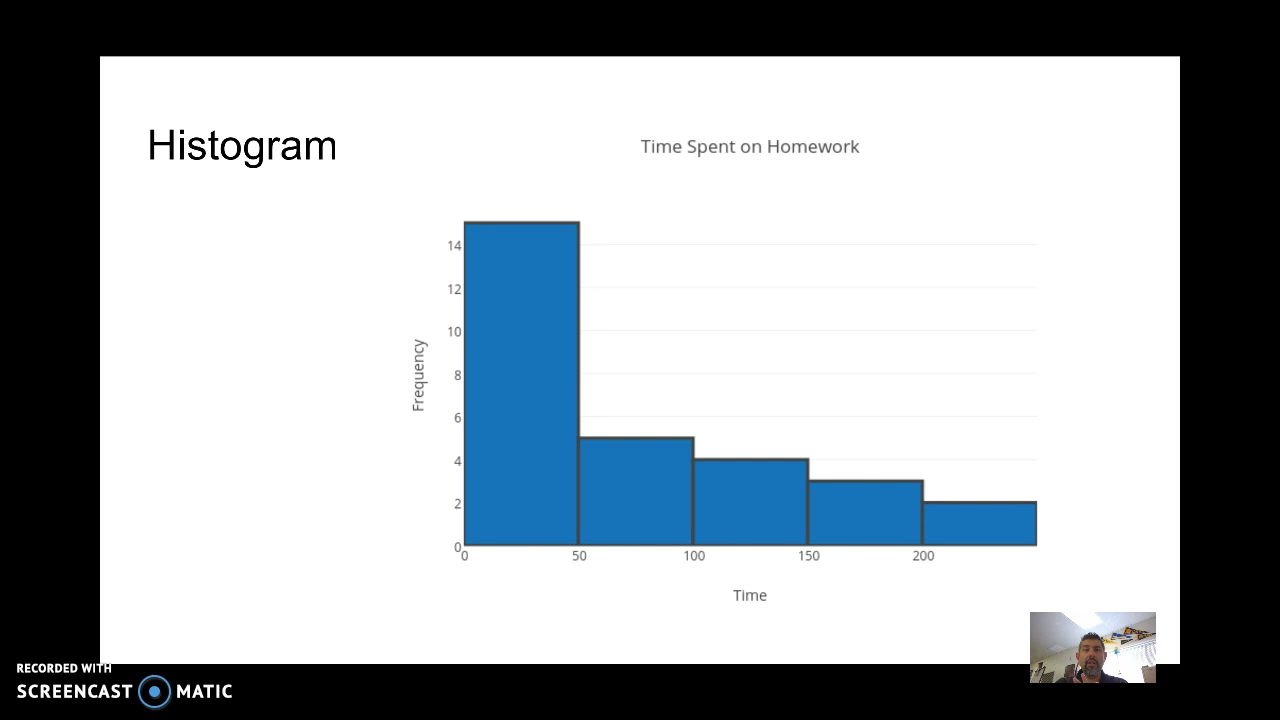 Histogram
Time Spent on Homework
14
12
10
8
6
4
2
0
Frequency
0 50 100 150 200
Time
RECORDED WITH
SCREENCAST MATIC